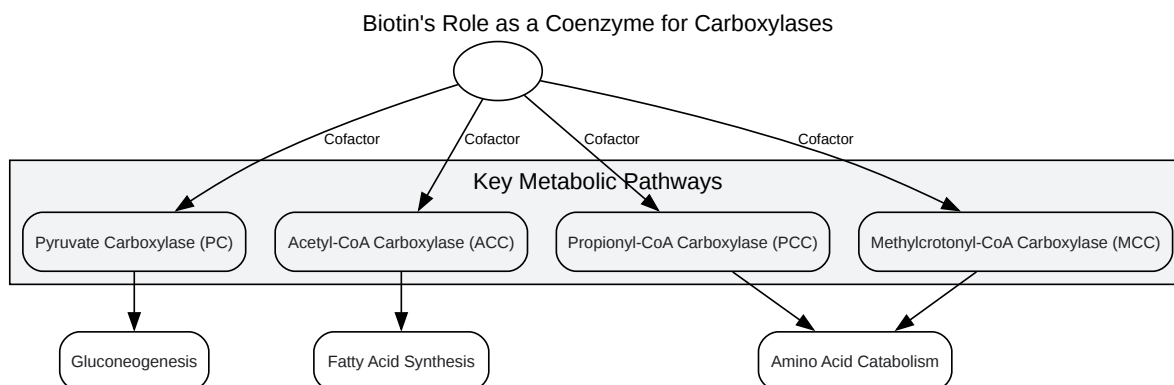 Biotin's Role as a Coenzyme for Carboxylases
Cofactor
Cofactor
Cofactor
Cofactor
Key Metabolic Pathways
Pyruvate Carboxylase (PC)
Acetyl-CoA Carboxylase (ACC)
Propionyl-CoA Carboxylase (PCC)
Methylcrotonyl-CoA Carboxylase (MCC)
Gluconeogenesis
Fatty Acid Synthesis
Amino Acid Catabolism